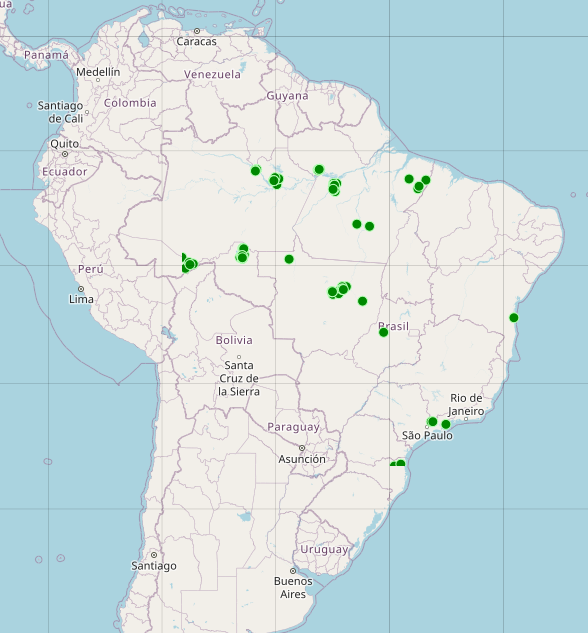 ua
Panamá
Caracas
Medellín
Venezuela
Guyana
Santiago
de Cali
Colombia
Quito
Ecuador
Perú
Lima
Brasil
Bolivia
Santa
Cruz de
la Sierra
Rio de
Janeiro
São Paulo
Paraguay
Asunción
Santiago
Uruguay
Buenos
Aires